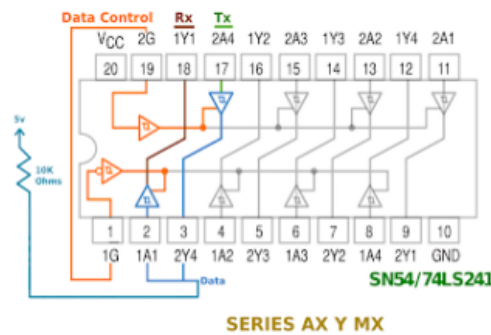 Data Control Rx Tx
VCC 2G 1Y1 2A4 1Y2 2A3 1Y3 2A2 1Y4 2A1
20 19 18 17 16 15 14 13 12 11
5v
10K
Ohms
1 2 3 4 5 6 7 8 9 10
1G 1A1 2Y4 1A2 2Y3 1A3 2Y2 1A4 2Y1 GND
Data
SN54/74LS241
SERIES AX Y MX